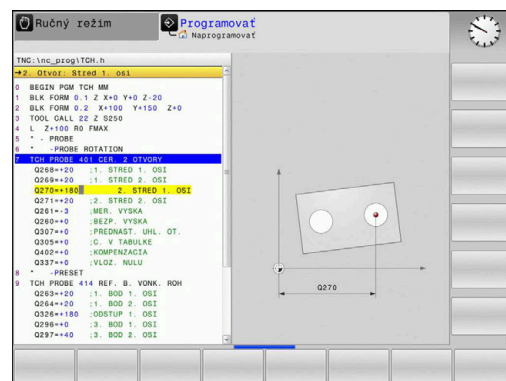 Ručný režim
Programovať
Naprogramovať
TNC:\nc_prog\TCH.h
→2. Otvor: Stred 1. osi
0 BEGIN PGM TCH MM
1 BLK FORM 0.1 Z X+0 Y+0 Z-20
2 BLK FORM 0.2 X+100 Y+150 Z+0
3 TOOL CALL 22 Z S250
4 L Z+100 R0 FMAX
5 * - PROBE
6 * -PROBE ROTATION
7 TCH PROBE 401 CER. 2 OTVORY
Q268=+20 ;1. STRED 1. OSI
Q269=+20 ;1. STRED 2. OSI
Q270=+180 2. STRED 1. OSI
Q271=+20 ;2. STRED 2. OSI
Q261=-3 ;MER. VYSKA
Q260=+0 ;BEZP. VYSKA
Q307=+0 ;PREDNAST. UHL. OT.
Q305=+0 ;C. V TABULKE
Q402=+0 ;KOMPENZACIA
Q337=+0 ;VLOZ. NULU
8 * -PRESET
9 TCH PROBE 414 REF. B. VONK. ROH
Q263=+20 ;1. BOD 1. OSI
Q264=+20 ;1. BOD 2. OSI
Q326=+180 ;ODSTUP 1. OSI
Q296=+0 ;3. BOD 1. OSI
Q297=+40 ;3. BOD 2. OSI
Q270